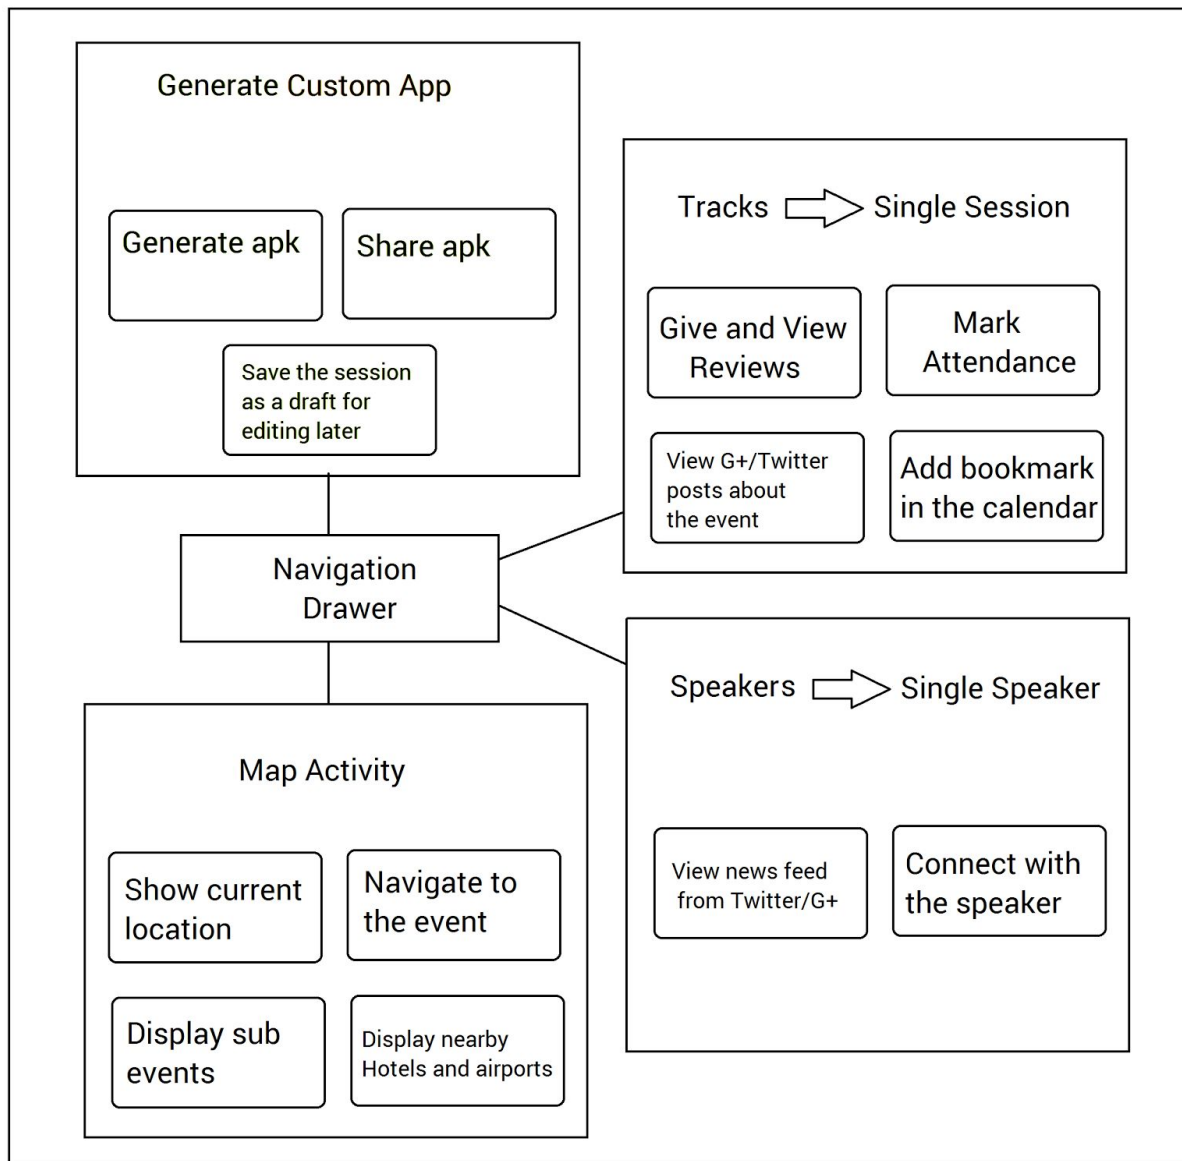 Generate Custom App
Generate apk
Share apk
Save the session
as a draft for
editing later
Tracks
Single Session
Give and View
Reviews
Mark
Attendance
View G+/Twitter
posts about
the event
Add bookmark
in the calendar
Navigation
Drawer
Speakers
Single Speaker
View news feed
from Twitter/G+
Connect with
the speaker
Map Activity
Show current
location
Navigate to
the event
Display sub
events
Display nearby
Hotels and airports